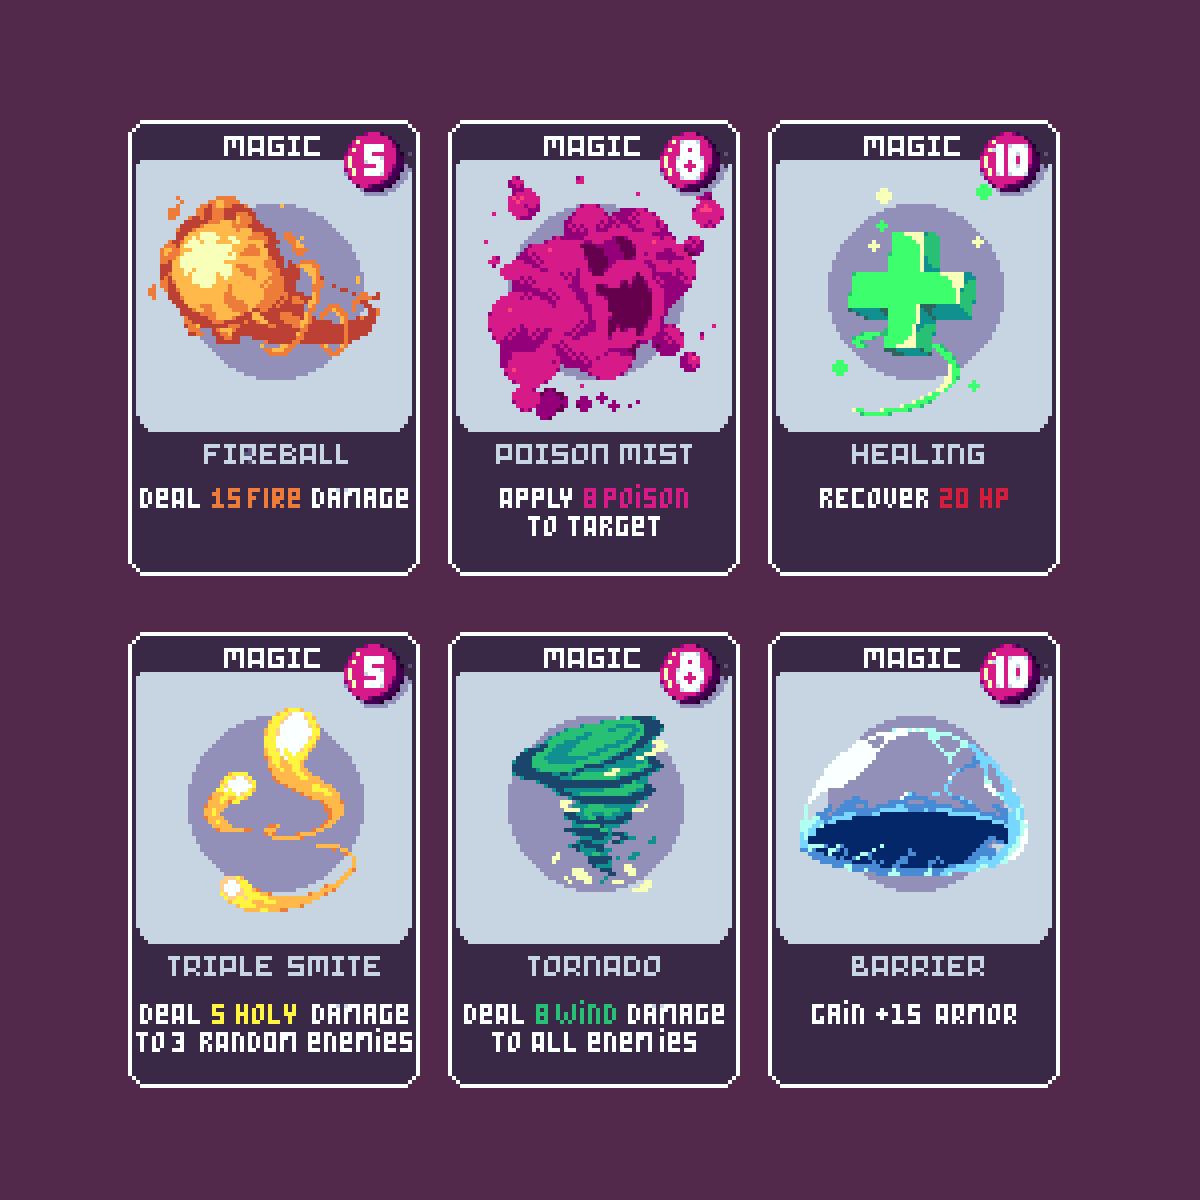 MAGIC 5
FIREBALL
DEAL 15 FIRE DAMAGE
MAGIC 8
POISON MIST
APPLY 8 POISON
TO TARGET
MAGIC 10
HEALING
RECOVER 20 HP
MAGIC 5
TRIPLE SMITE
DEAL 5 HOLY DAMAGE
TO 3 RANDOM ENEMIES
MAGIC 8
TORNADO
DEAL 8 WIND DAMAGE
TO ALL ENEMIES
MAGIC 10
BARRIER
GAIN +15 ARMOR